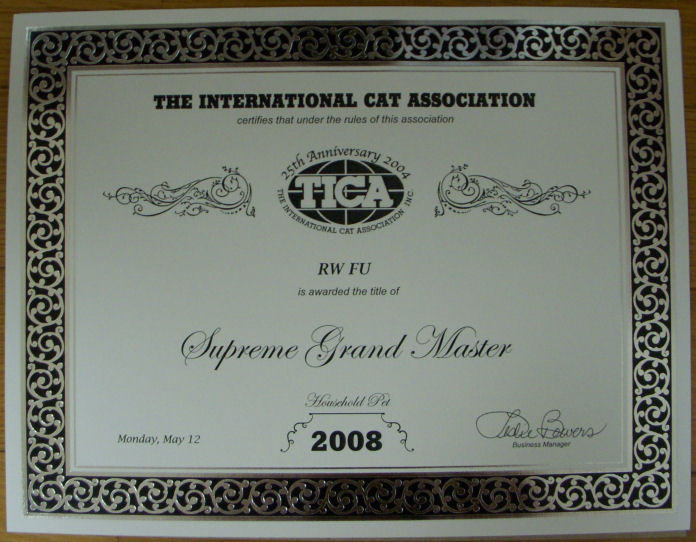 THE INTERNATIONAL CAT ASSOCIATION
certifies that under the rules of this association
25th Anniversary 2004
TICA
THE INTERNATIONAL CAT ASSOCIATION, INC.
RW FU
is awarded the title of
Supreme Grand Master
Household Pet
Monday, May 12
2008
Leslie Bowers
Business Manager